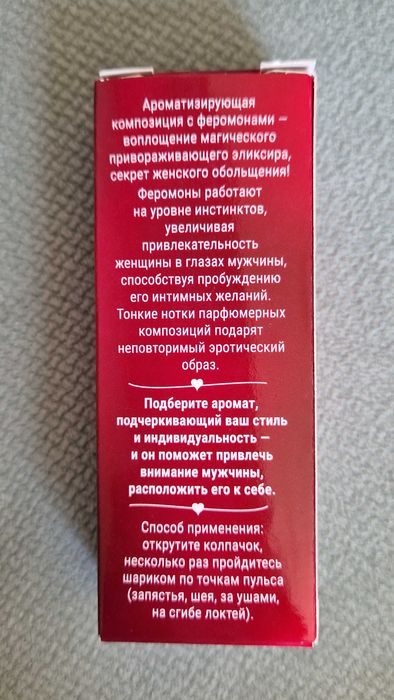 Ароматизирующая
композиция с феромонами —
воплощение магического
привораживающего эликсира,
секрет женского обольщения!
Феромоны работают
на уровне инстинктов,
увеличивая
привлекательность
женщины в глазах мужчины,
способствуя пробуждению
его интимных желаний.
Тонкие нотки парфюмерных
композиций подарят
неповторимый эротический
образ.
Подберите аромат,
подчеркивающий ваш стиль
и индивидуальность —
и он поможет привлечь
внимание мужчины,
расположить его к себе.
Способ применения:
открутите колпачок,
несколько раз пройдитесь
шариком по точкам пульса
(запястья, шея, за ушами,
на сгибе локтей).